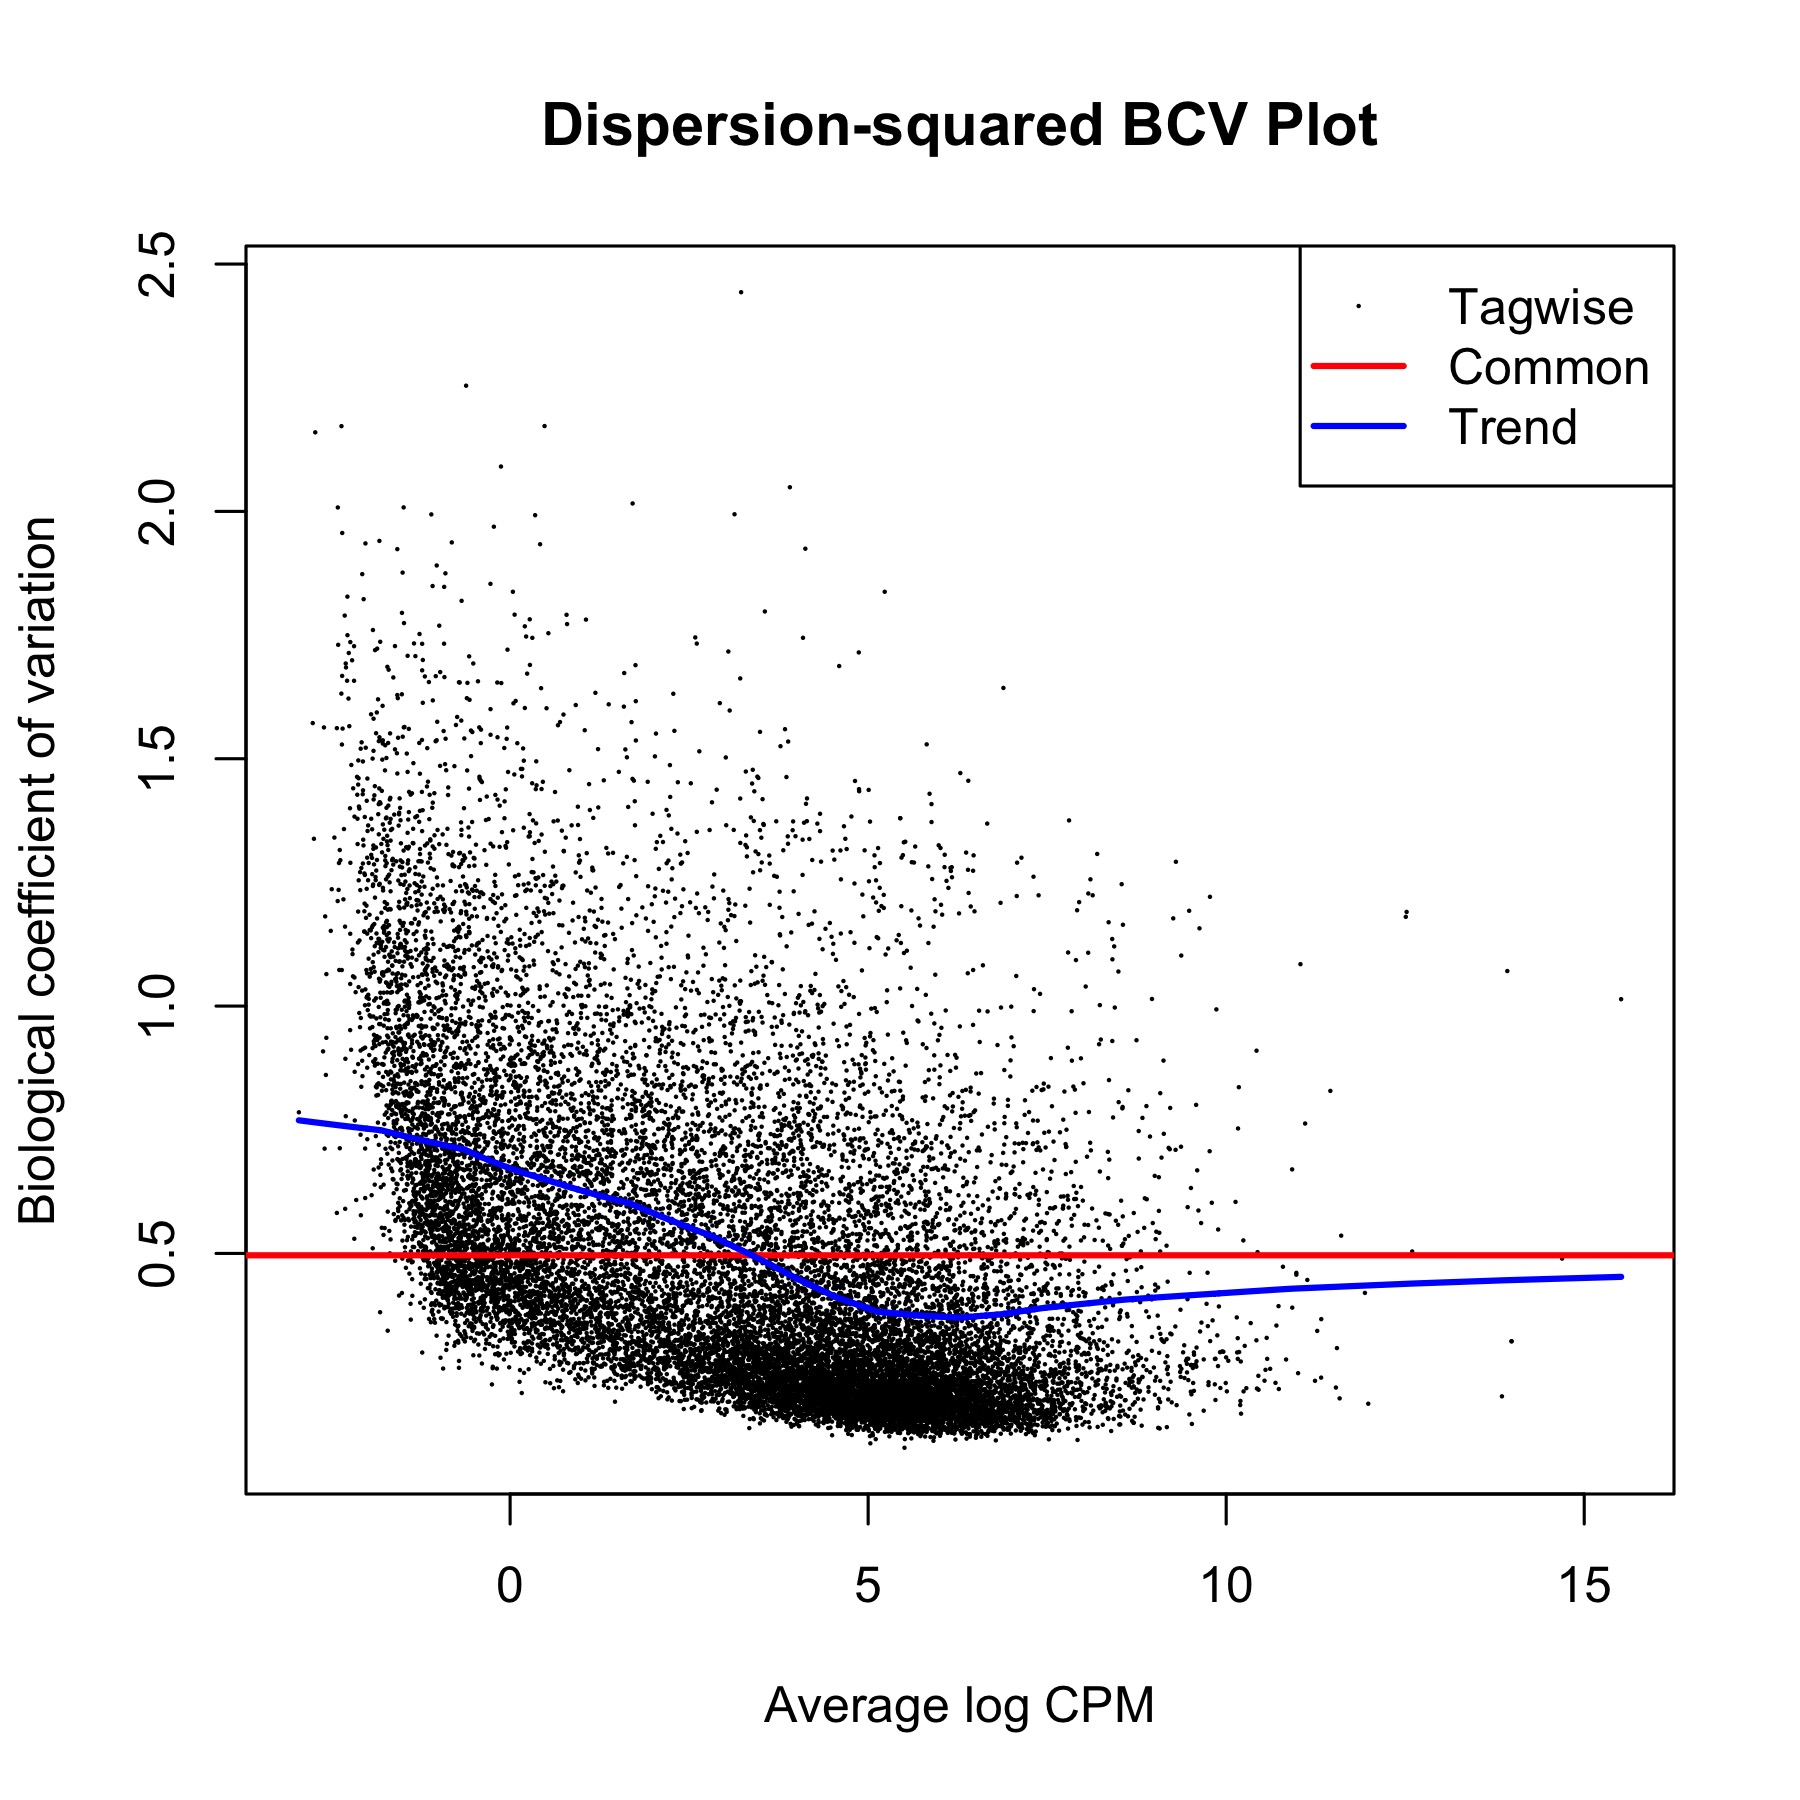 Dispersion-squared BCV Plot
Tagwise
Common
Trend
2.5
2.0
1.5
1.0
0.5
Biological coefficient of variation
0 5 10 15
Average log CPM